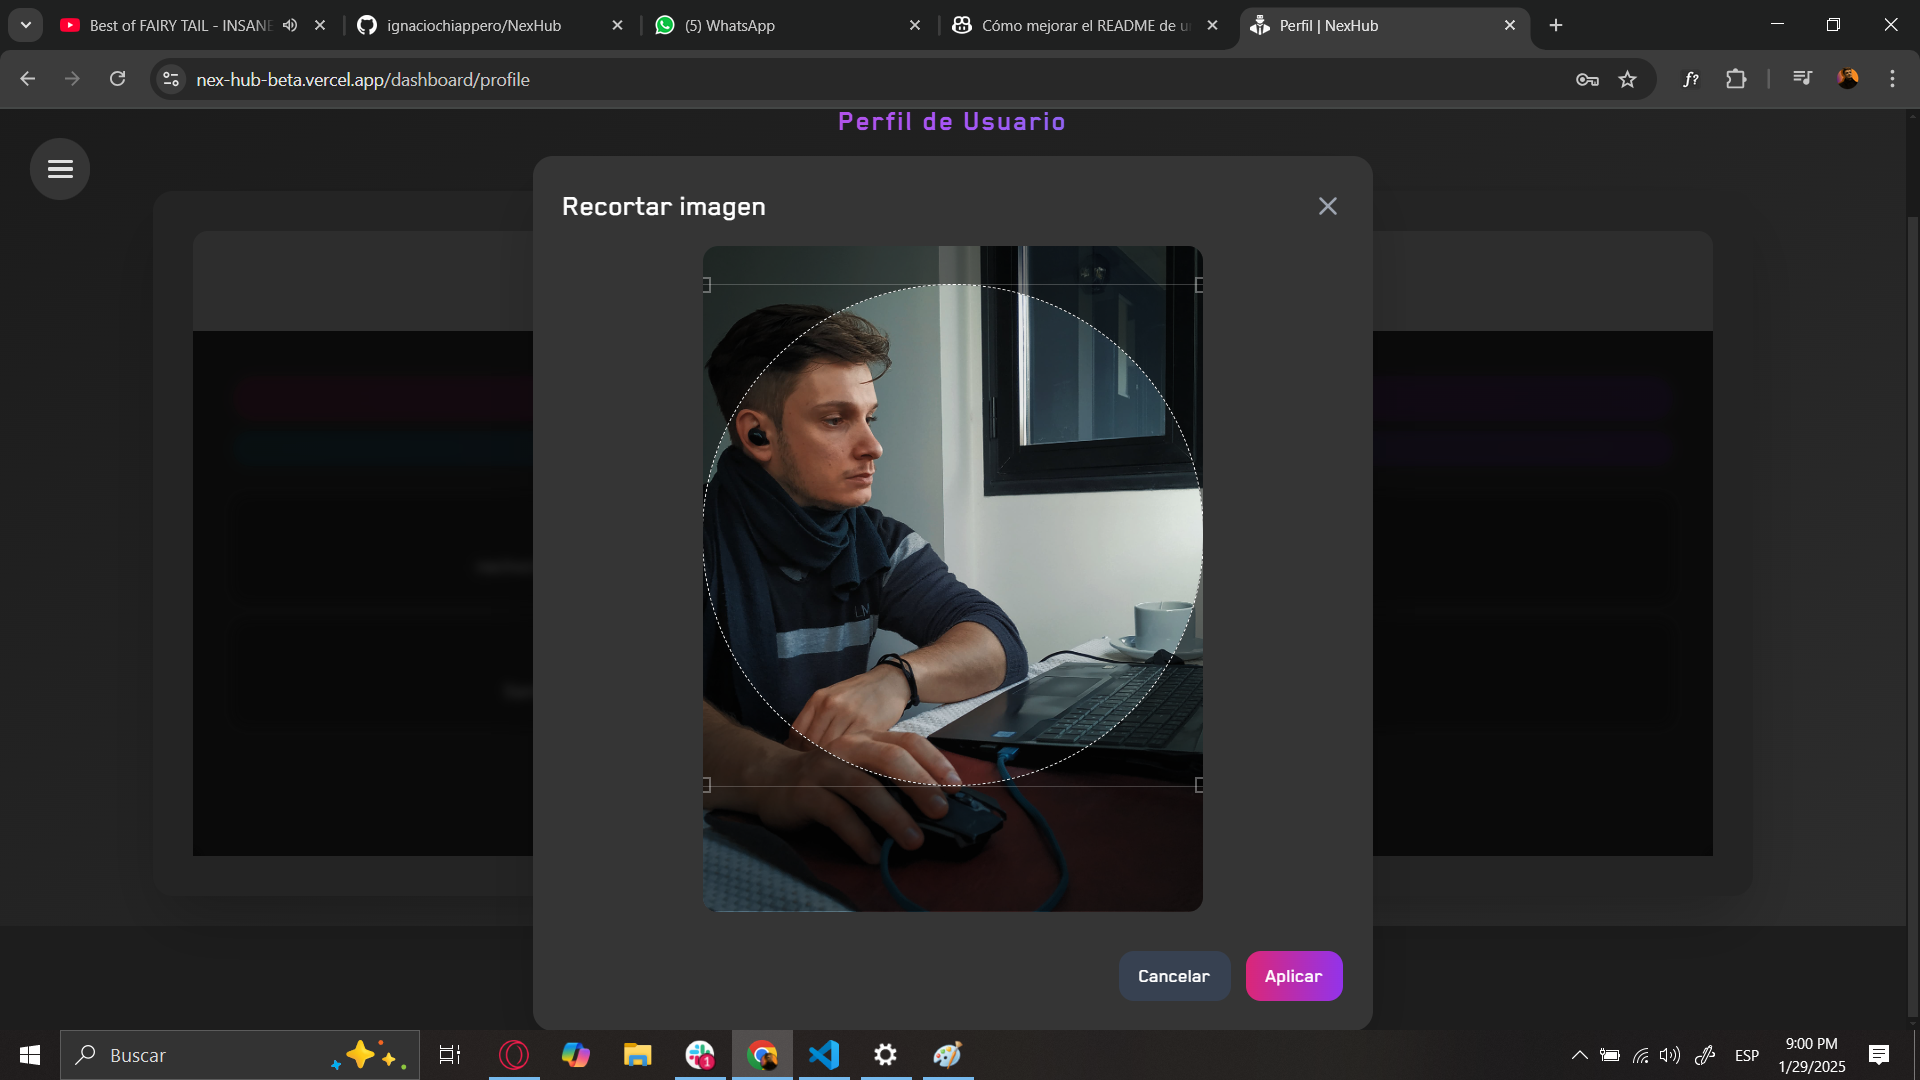 Best of FAIRY TAIL - INSANE
ignaciochiappero/NexHub
(5) WhatsApp
Cómo mejorar el README de u
Perfil | NexHub
nex-hub-beta.vercel.app/dashboard/profile
f?
Perfil de Usuario
Recortar imagen
Cancelar
Aplicar
Buscar
1
ESP
9:00 PM
1/29/2025